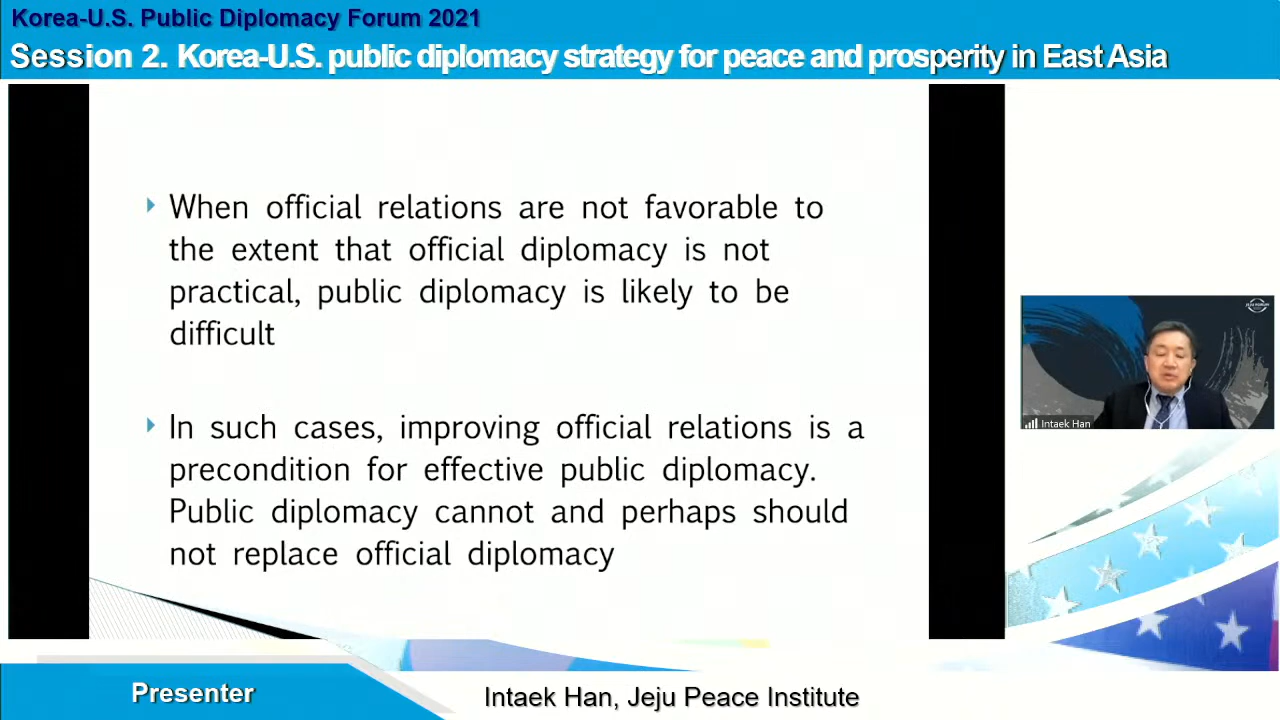 Korea-U.S. Public Diplomacy Forum 2021
Session 2. Korea-U.S. public diplomacy strategy for peace and prosperity in East Asia
When official relations are not favorable to
the extent that official diplomacy is not
practical, public diplomacy is likely to be
difficult
In such cases, improving official relations is a
precondition for effective public diplomacy.
Public diplomacy cannot and perhaps should
not replace official diplomacy
Intaek Han
Presenter
Intaek Han, Jeju Peace Institute